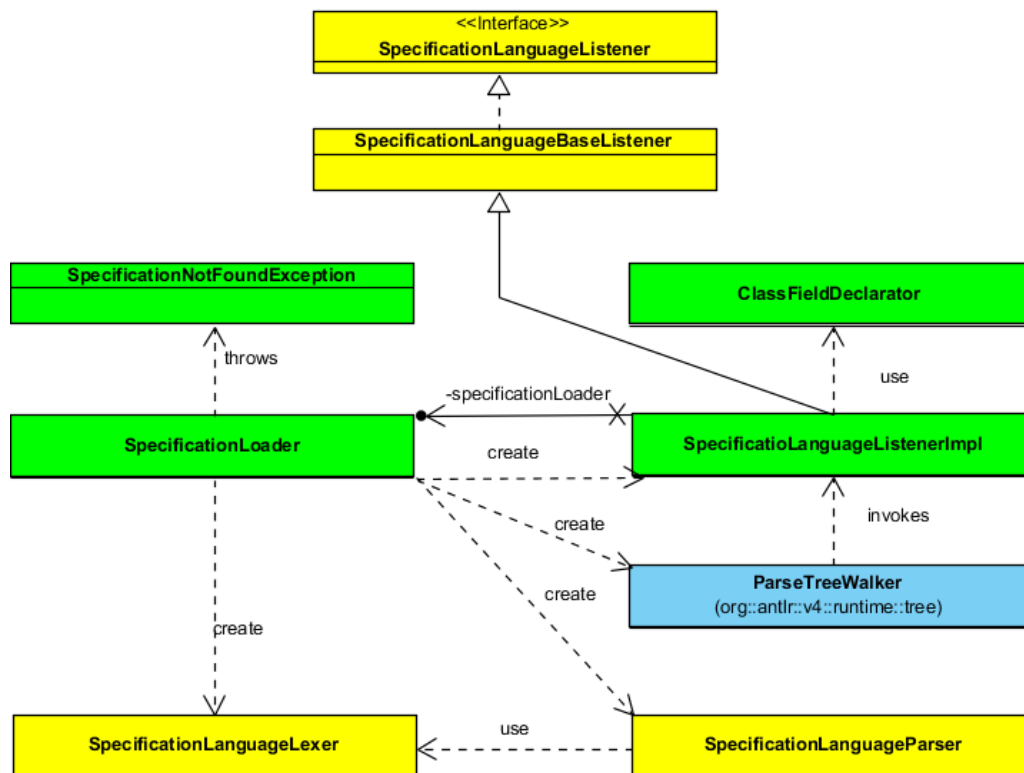 <<Interface>>
SpecificationLanguageListener
SpecificationLanguageBaseListener
SpecificationNotFoundException
ClassFieldDeclarator
throws
use
-specificationLoader
SpecificationLoader
SpecificatioLanguageListenerImpl
create
create
invokes
ParseTreeWalker
(org::antlr::v4::runtime::tree)
create
create
SpecificationLanguageLexer
use
SpecificationLanguageParser